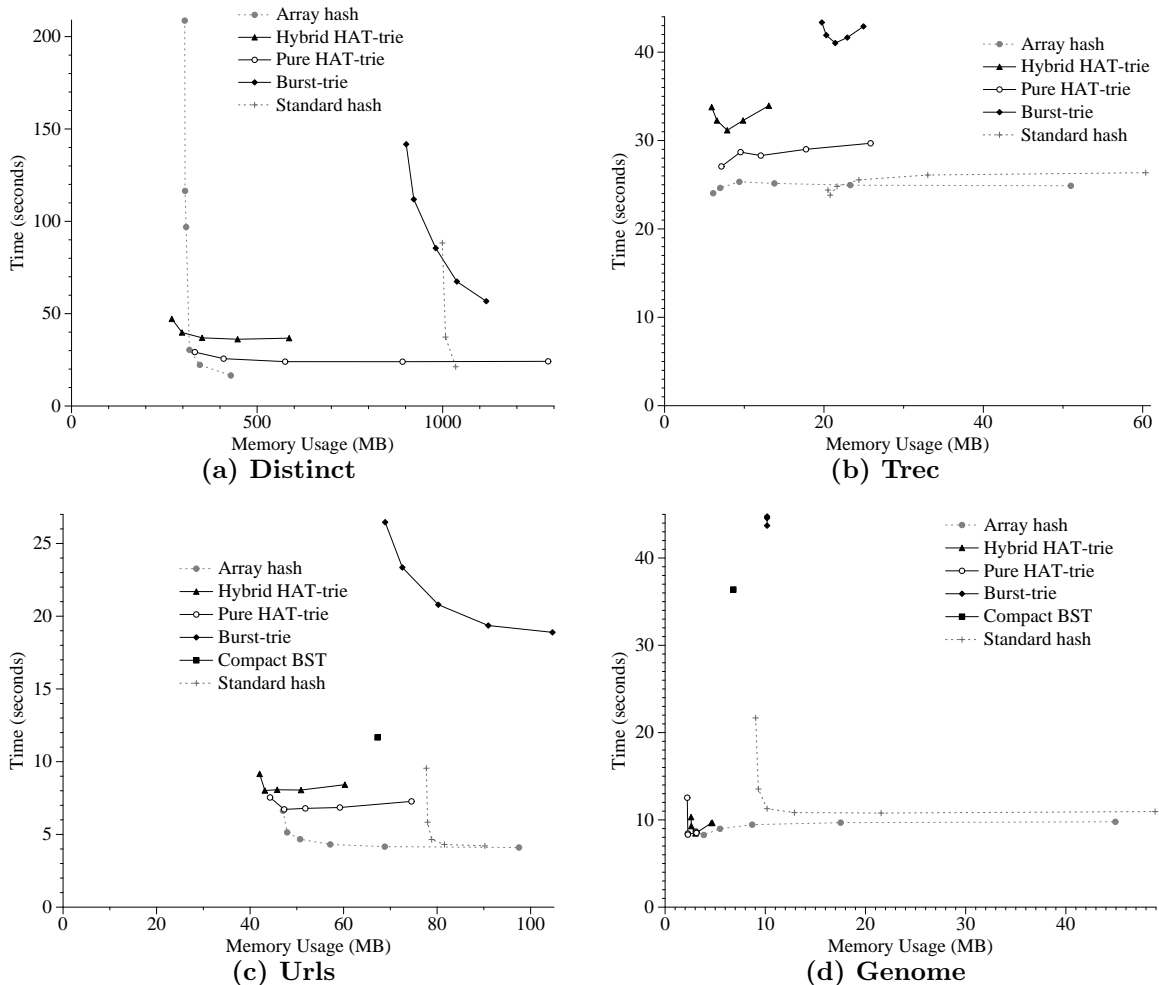 200
150
100
50
0
Time (seconds)
0
500
1000
Memory Usage (MB)
Array hash
Hybrid HAT-trie
Pure HAT-trie
Burst-trie
Standard hash
(a) Distinct
40
30
20
10
0
Time (seconds)
0
20
40
60
Memory Usage (MB)
Array hash
Hybrid HAT-trie
Pure HAT-trie
Burst-trie
Standard hash
(b) Trec
25
20
15
10
5
0
Time (seconds)
0
20
40
60
80
100
Memory Usage (MB)
Array hash
Hybrid HAT-trie
Pure HAT-trie
Burst-trie
Compact BST
Standard hash
(c) Urls
40
30
20
10
0
Time (seconds)
0
10
20
30
40
Memory Usage (MB)
Array hash
Hybrid HAT-trie
Pure HAT-trie
Burst-trie
Compact BST
Standard hash
(d) Genome